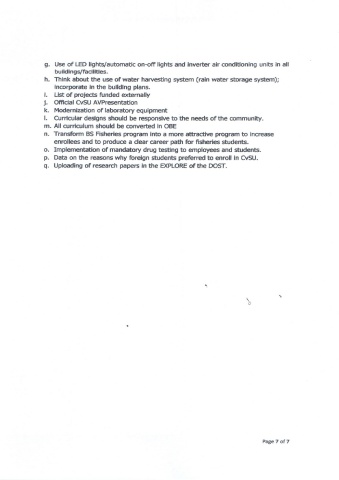 g. Use of LED lights/automatic on-off lights and inverter air conditioning units in all
buildings/facilities.
h. Think about the use of water harvesting system (rain water storage system);
incorporate in the building plans.
i. List of projects funded externally
j. Official CvSU AVPresentation
k. Modernization of laboratory equipment
l. Curricular designs should be responsive to the needs of the community.
m. All curriculum should be converted in OBE
n. Transform BS Fisheries program into a more attractive program to increase
enrollees and to produce a clear career path for fisheries students.
o. Implementation of mandatory drug testing to employees and students.
p. Data on the reasons why foreign students preferred to enroll in CvSU.
q. Uploading of research papers in the EXPLORE of the DOST.
Page 7 of 7